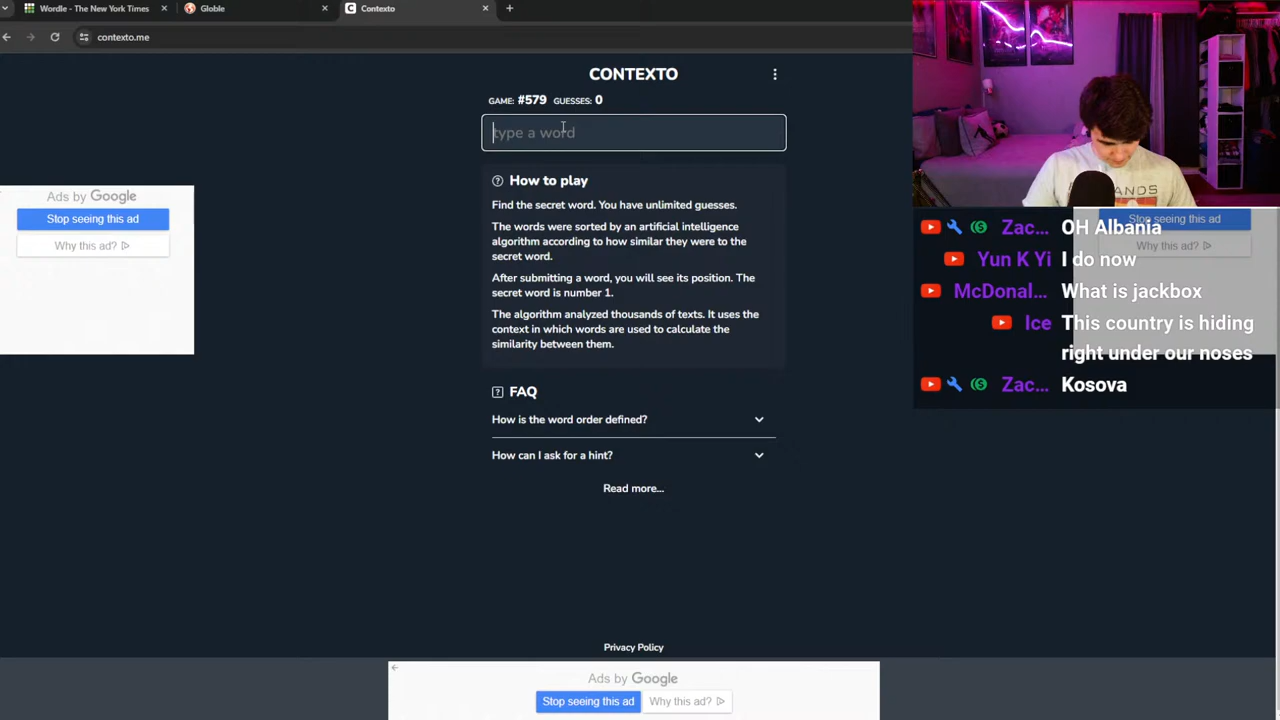 Wordle - The New York Times
Globle
Contexto
contexto.me
CONTEXTO
GAME: #579 GUESSES: 0
type a word
How to play
Find the secret word. You have unlimited guesses.
The words were sorted by an artificial intelligence
algorithm according to how similar they were to the
secret word.
After submitting a word, you will see its position. The
secret word is number 1.
The algorithm analyzed thousands of texts. It uses the
context in which words are used to calculate the
similarity between them.
FAQ
How is the word order defined?
How can I ask for a hint?
Read more...
Privacy Policy
Ads by Google
Stop seeing this ad
Why this ad?
Stop seeing this ad
Why this ad?
Zac... OH Albania
Yun K Yi I do now
McDonal... What is jackbox
Ice This country is hiding
right under our noses
Zac... Kosova
Ads by Google
Stop seeing this ad
Why this ad?